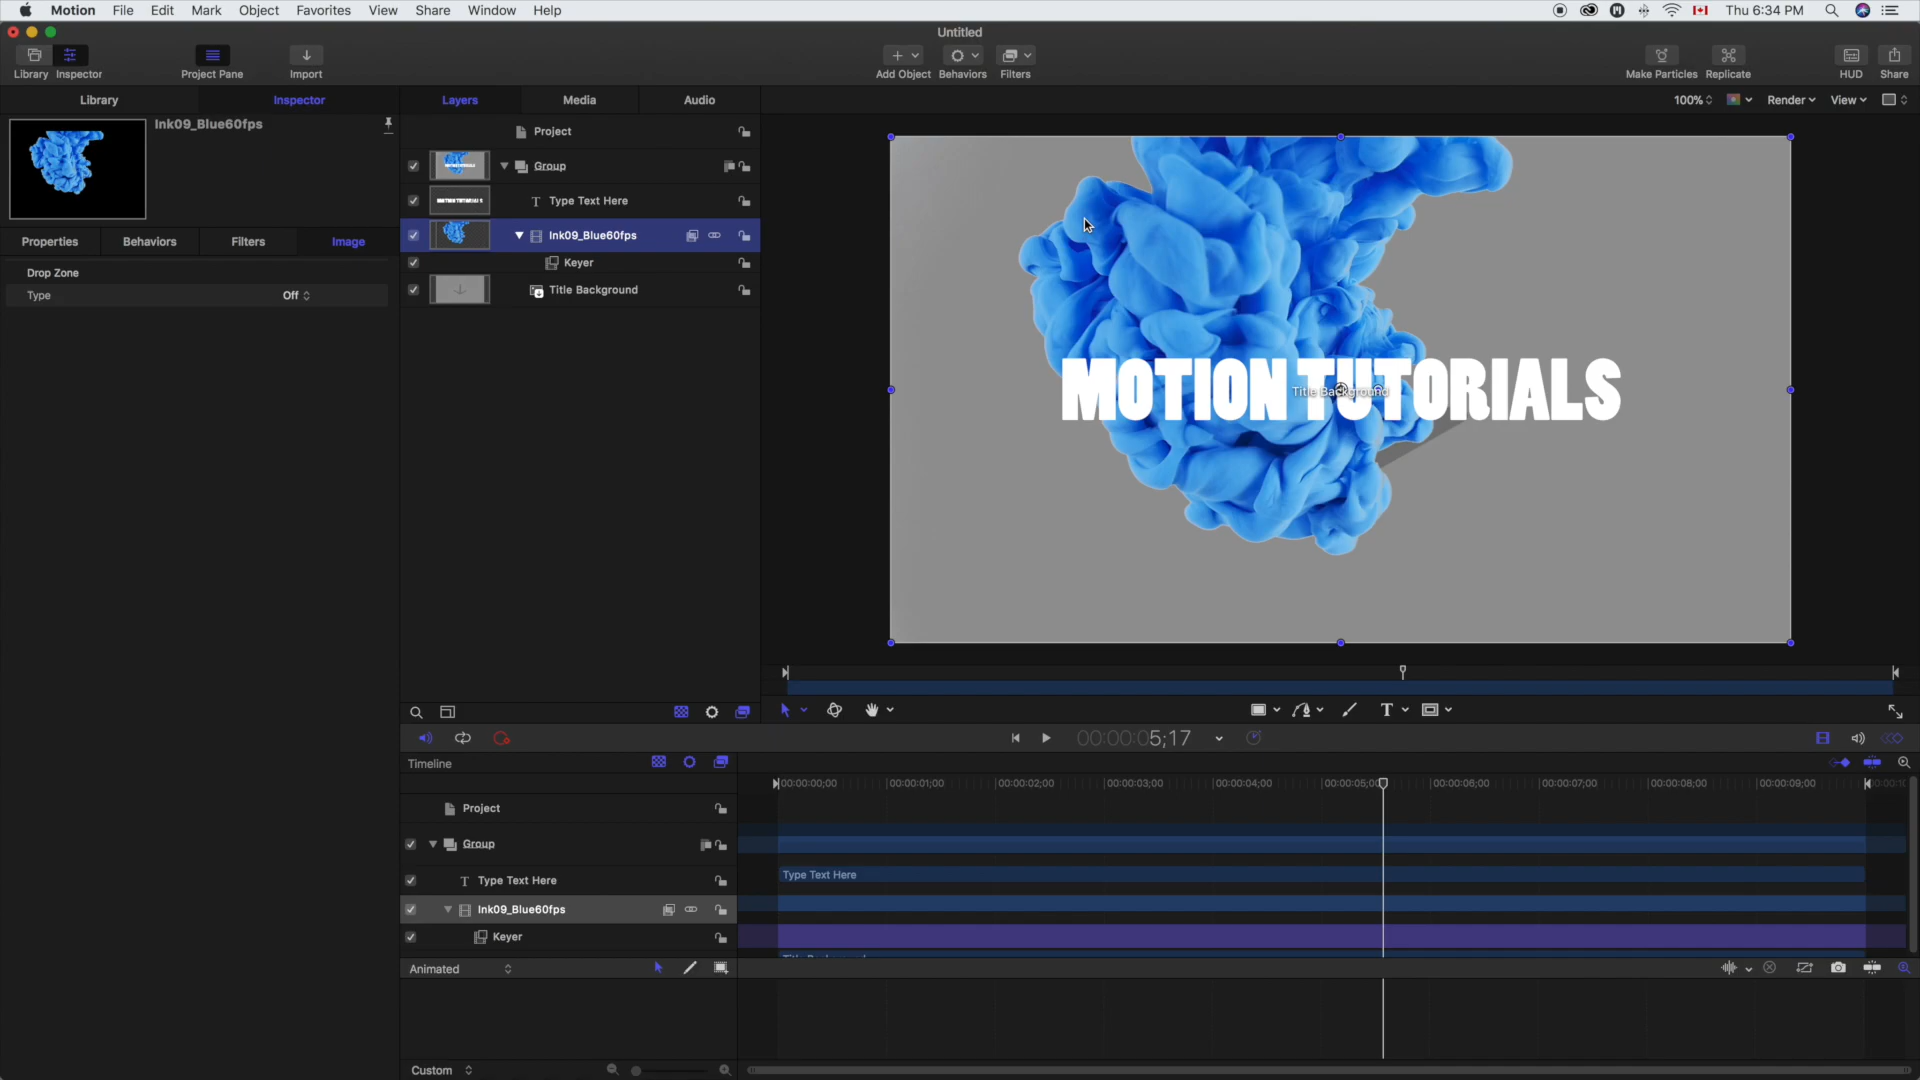 Motion File Edit Mark Object Favorites View Share Window Help Thu 6:34 PM
Untitled
Library Inspector Project Pane Import Add Object Behaviors Filters Make Particles Replicate HUD Share
Library Inspector Layers Media Audio 100% Render View
Ink09_Blue60fps
Project
Group
Type Text Here
Ink09_Blue60fps
Keyer
Title Background
Properties Behaviors Filters Image
Drop Zone
Type Off
MOTION TUTORIALS
MOTION TUTORIALS
Title Background
00:00:05;17
Timeline
00:00:00;00 00:00:01;00 00:00:02;00 00:00:03;00 00:00:04;00 00:00:05;00 00:00:06;00 00:00:07;00 00:00:08;00 00:00:09;00
Project
Group
Type Text Here Type Text Here
Ink09_Blue60fps
Keyer
Animated
Custom